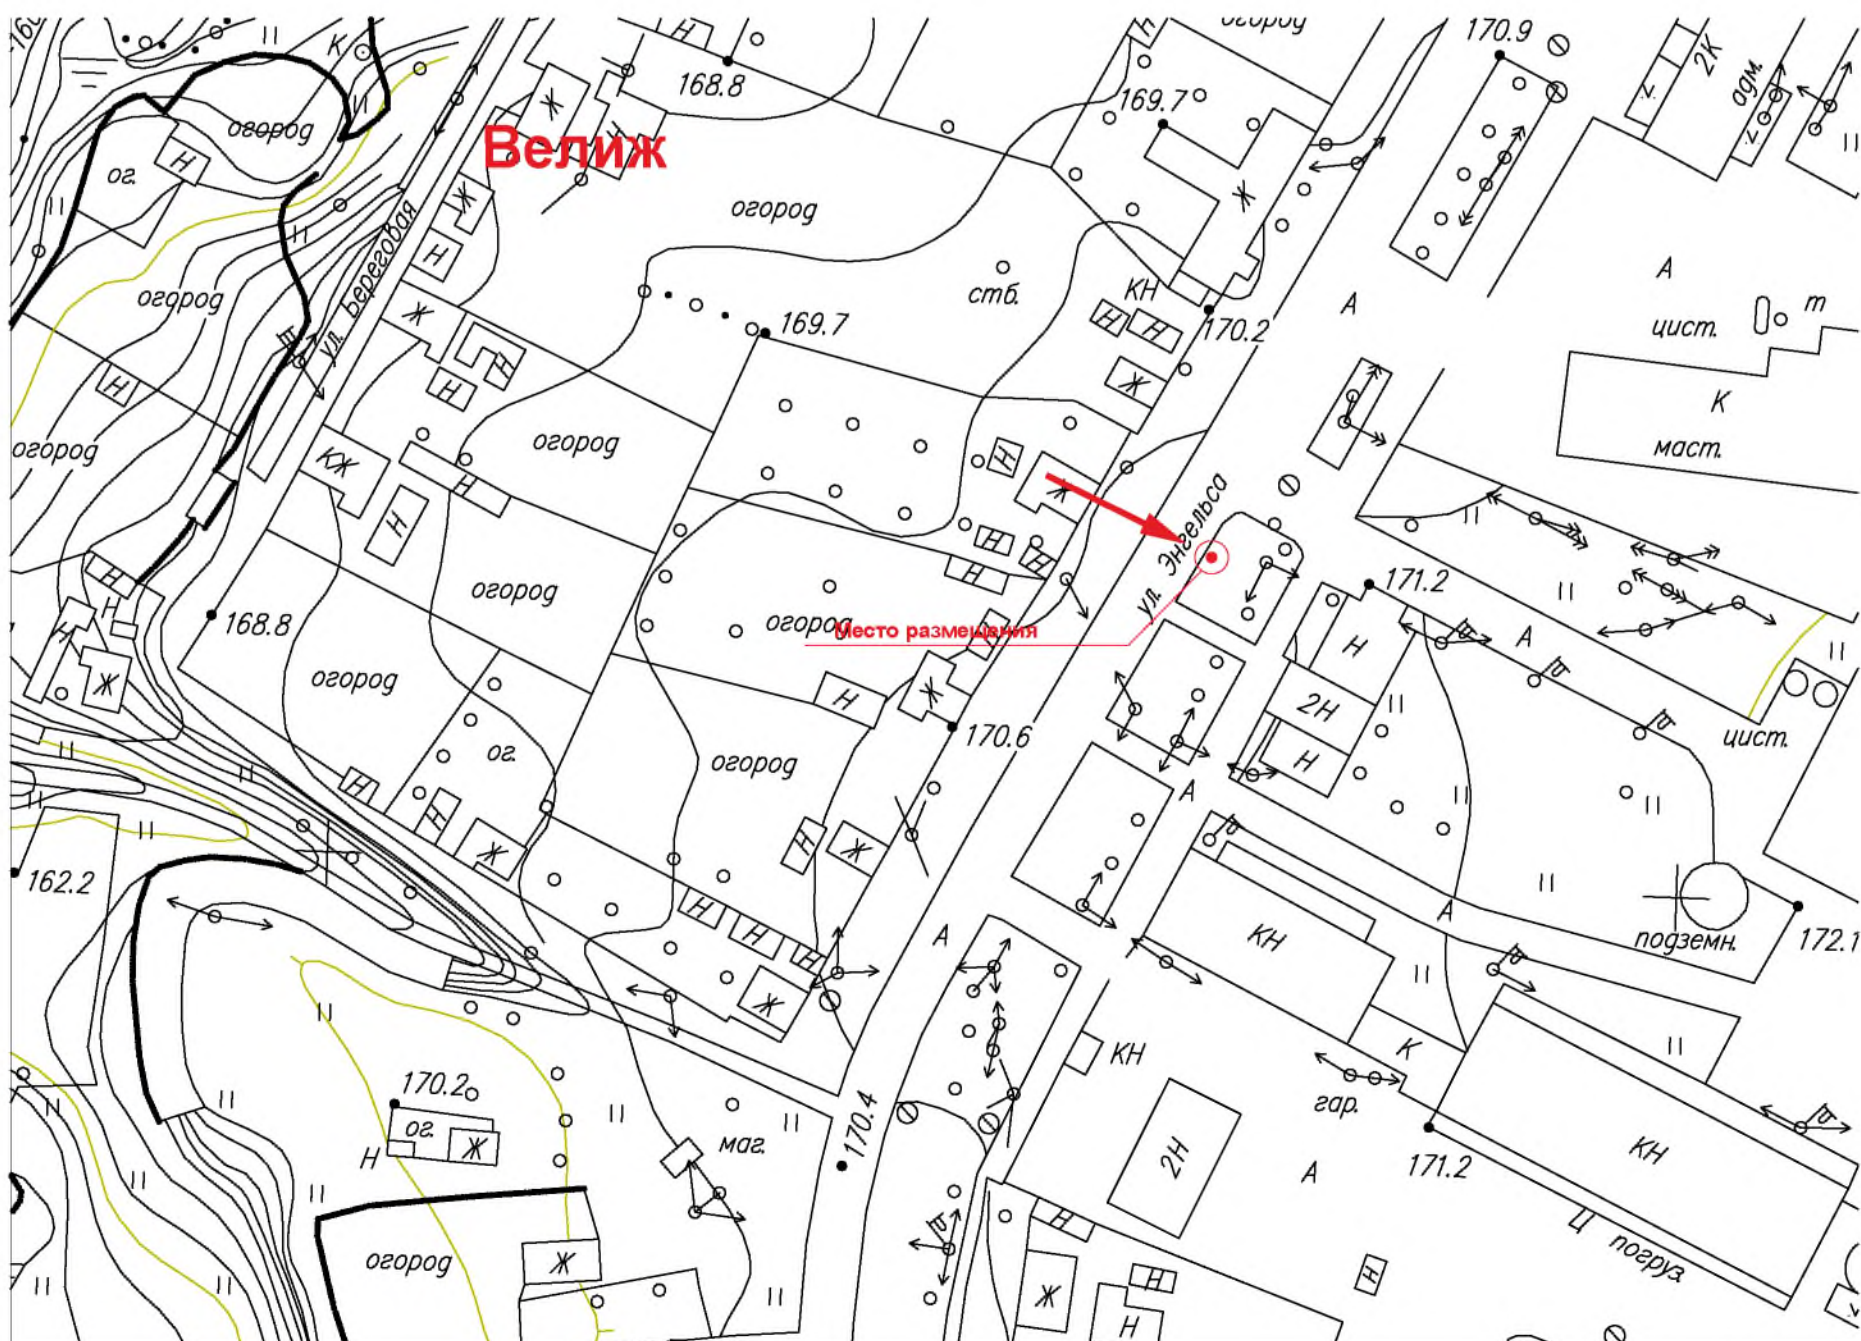 огород
170.9
2К
адм.
168.8
169.7
К
И
огород
Н
Ж
Н
Велиж
ог.
Н
Ж
Ж
огород
Н
ул. Береговая
А
огород
стб.
КН
цист.
т
Ж
169.7
Н
Н
170.2
Н
Н
Н
Ж
К
маст.
огород
огород
КЖ
Н
Н
Ж
ул. Энгельса
Н
Н
Н
Н
Н
171.2
огород
168.8
Н
Н
огород
Место размещения
Н
Н
А
огород
Ж
Н
Ж
2Н
170.6
цист.
ог.
огород
Н
А
Н
Н
Ж
Н
Ж
162.2
Н
Н
Н
А
КН
А
подземн.
172.1
Ж
170.2
КН
К
ог.
Ж
Н
маг.
170.4
гар.
2Н
А
171.2
КН
Н
Ц погруз.
огород
Ж
Ж
Н
Н
Н